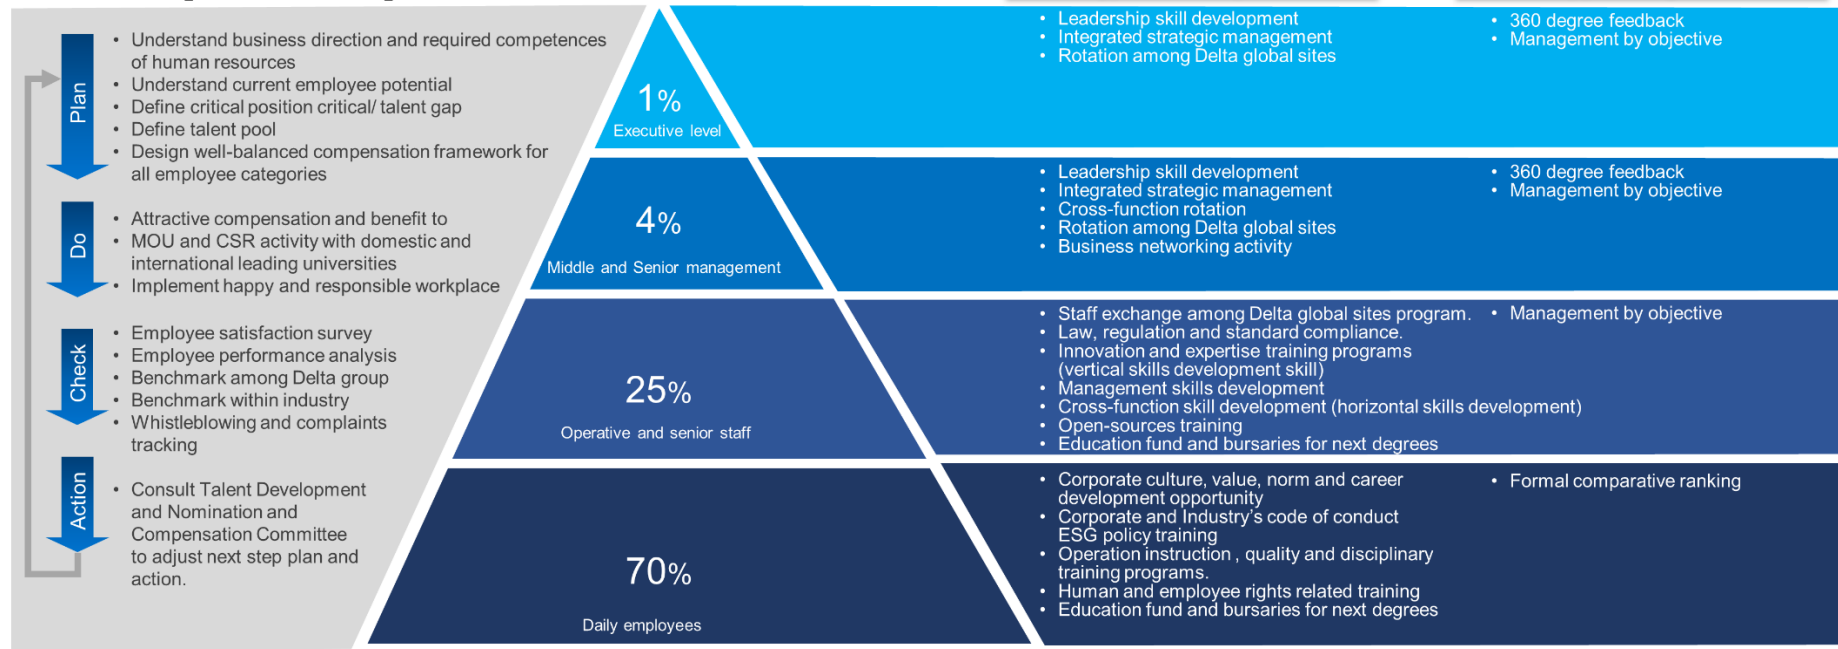 Plan
• Understand business direction and required competences
of human resources
• Understand current employee potential
• Define critical position critical/ talent gap
• Define talent pool
• Design well-balanced compensation framework for
all employee categories
Do
• Attractive compensation and benefit to
• MOU and CSR activity with domestic and
international leading universities
• Implement happy and responsible workplace
Check
• Employee satisfaction survey
• Employee performance analysis
• Benchmark among Delta group
• Benchmark within industry
• Whistleblowing and complaints
tracking
Action
• Consult Talent Development
and Nomination and
Compensation Committee
to adjust next step plan and
action.
1%
Executive level
• Leadership skill development
• Integrated strategic management
• Rotation among Delta global sites
• 360 degree feedback
• Management by objective
4%
Middle and Senior management
• Leadership skill development
• Integrated strategic management
• Cross-function rotation
• Rotation among Delta global sites
• Business networking activity
• 360 degree feedback
• Management by objective
25%
Operative and senior staff
• Staff exchange among Delta global sites program.
• Law, regulation and standard compliance.
• Innovation and expertise training programs
(vertical skills development skill)
• Management skills development
• Cross-function skill development (horizontal skills development)
• Open-sources training
• Education fund and bursaries for next degrees
• Management by objective
70%
Daily employees
• Corporate culture, value, norm and career
development opportunity
• Corporate and Industry’s code of conduct
ESG policy training
• Operation instruction , quality and disciplinary
training programs.
• Human and employee rights related training
• Education fund and bursaries for next degrees
• Formal comparative ranking